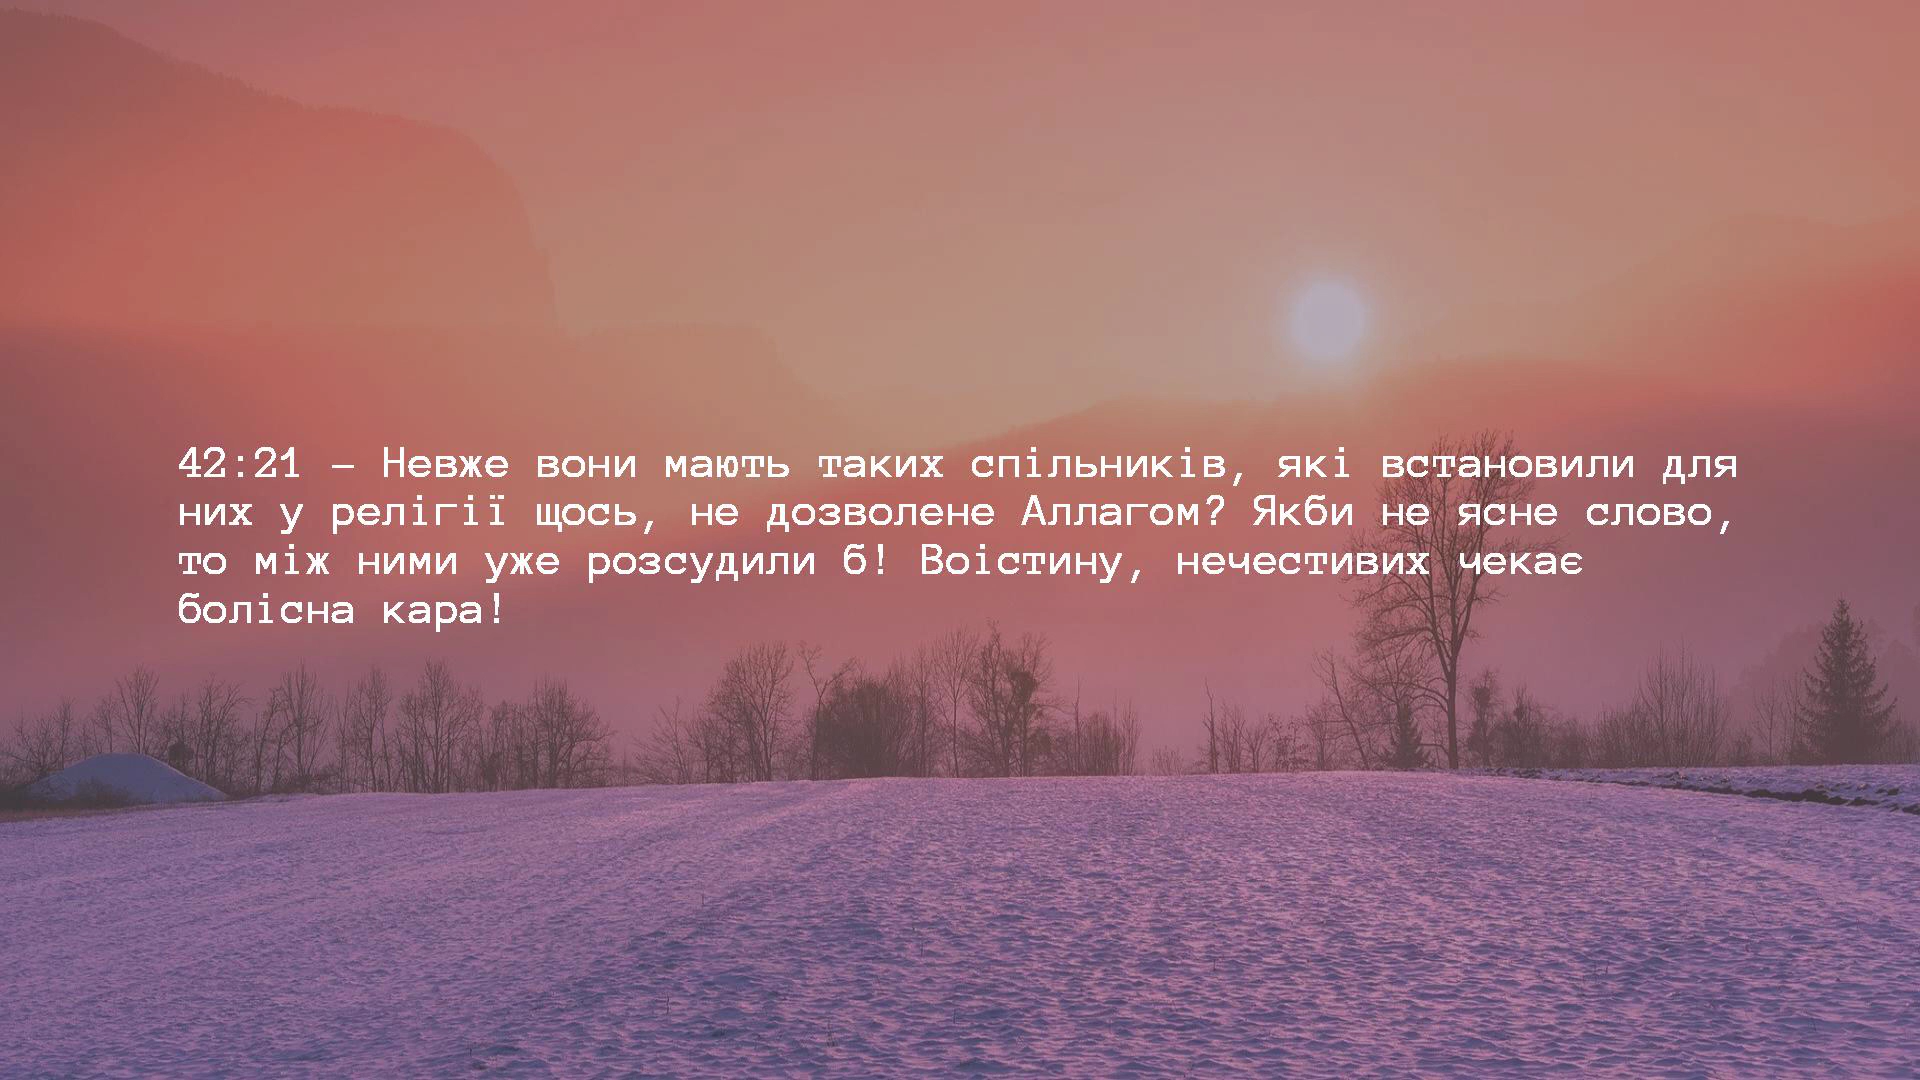 42:21 – Невже вони мають таких спільників, які встановили для
них у релігії щось, не дозволене Аллагом? Якби не ясне слово,
то між ними уже розсудили б! Воістину, нечестивих чекає
болісна кара!